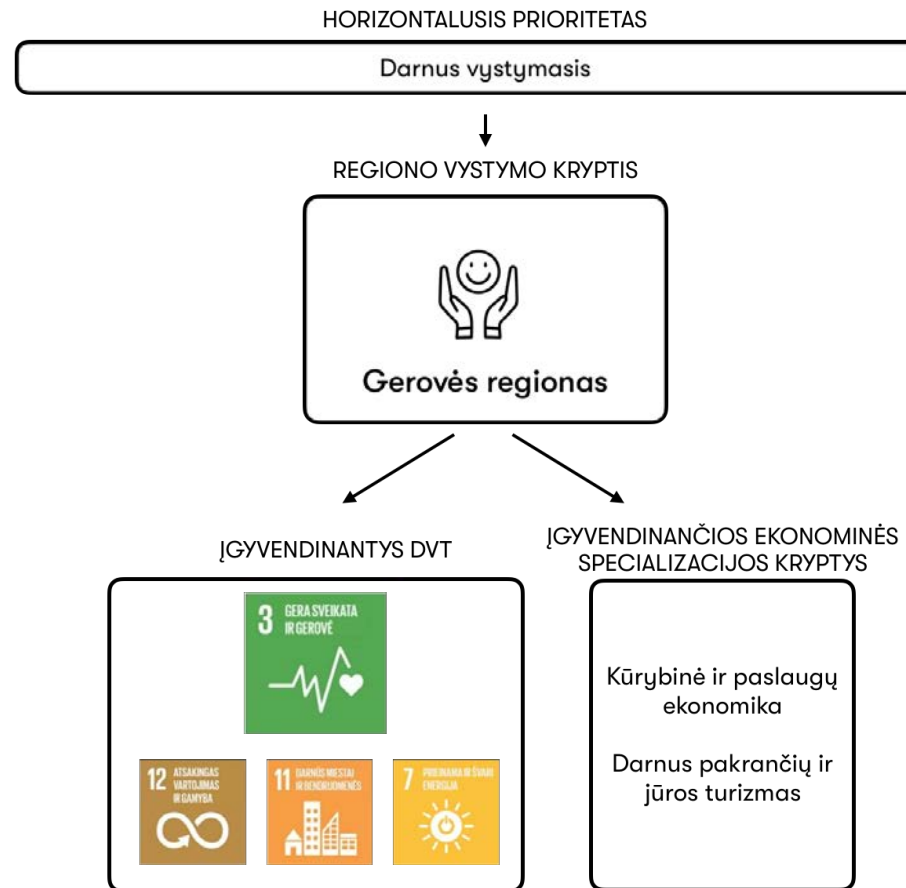 HORIZONTALUSIS PRIORITETAS
Darnus vystymasis
REGIONO VYSTYMO KRYPTIS
Gerovės regionas
ĮGYVENDINANTYS DVT
3 GERA SVEIKATA
IR GEROVĖ
12 ATSAKINGAS
VARTOJIMAS
IR GAMYBA
11 DARNŪS MIESTAI
IR BENDRUOMENĖS
7 PRIEINAMA IR ŠVARI
ENERGIJA
ĮGYVENDINANČIOS EKONOMINĖS
SPECIALIZACIJOS KRYPTYS
Kūrybinė ir paslaugų
ekonomika
Darnus pakrančių ir
jūros turizmas